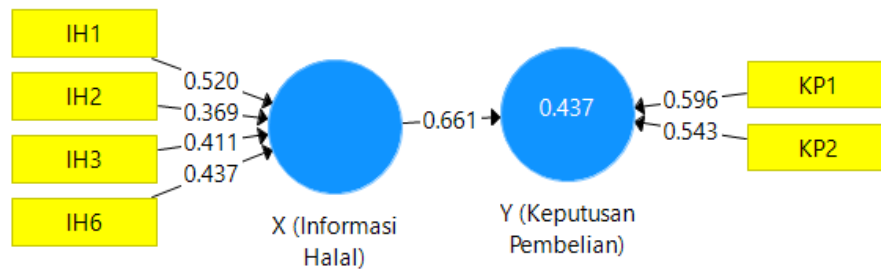 IH1
0.520
IH2
0.369
IH3
0.411
0.437
IH6
X (Informasi
Halal)
0.661
0.437
Y (Keputusan
Pembelian)
0.596
KP1
0.543
KP2